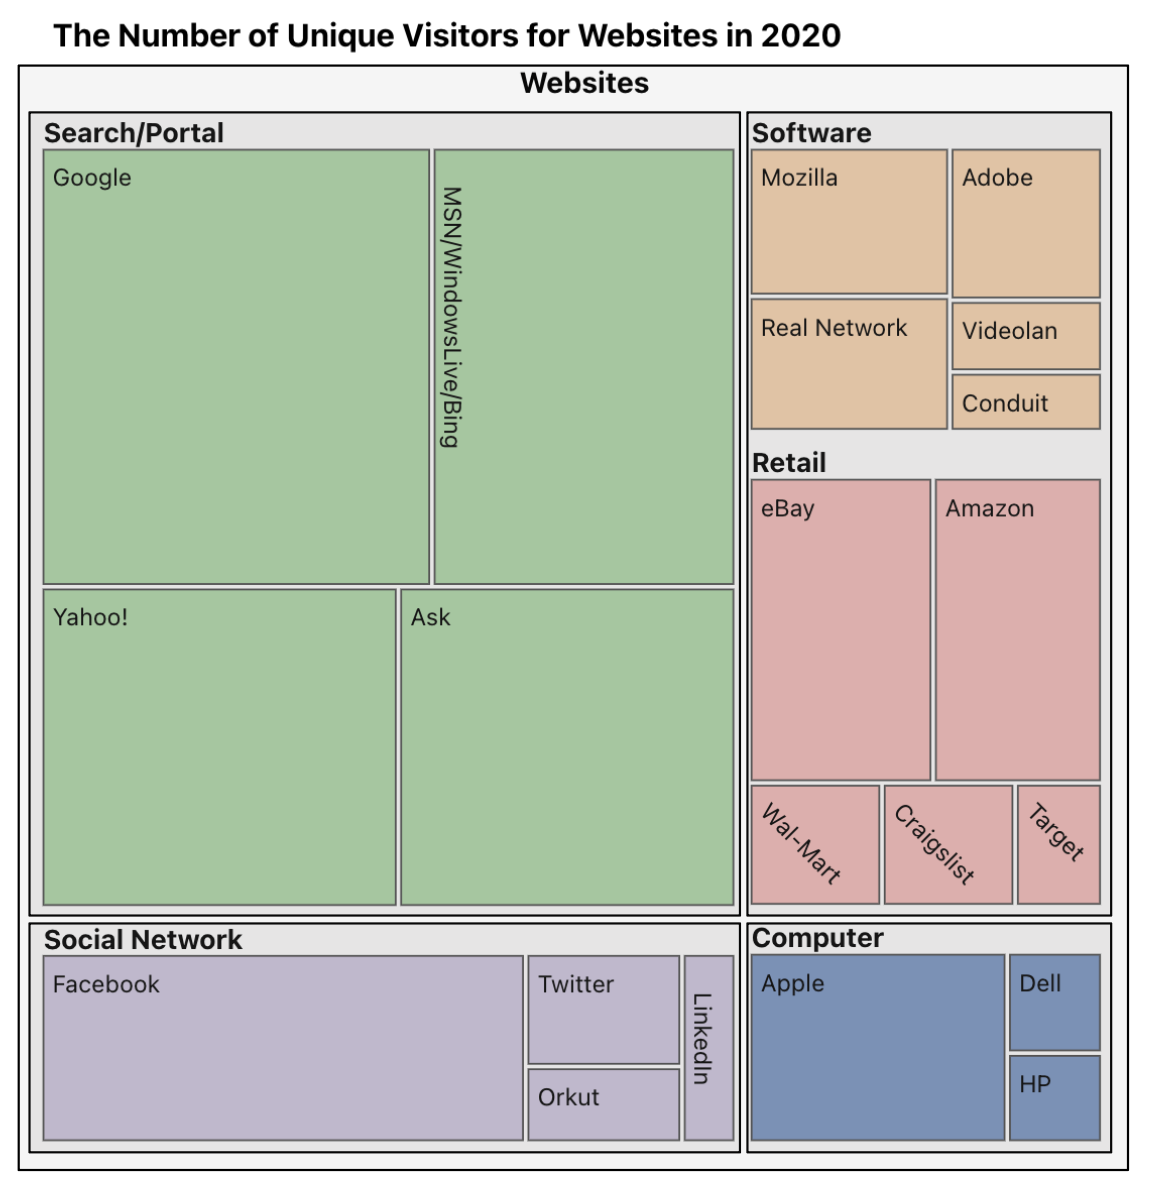 The Number of Unique Visitors for Websites in 2020
Websites
Search/Portal
Google
MSN/WindowsLive/Bing
Yahoo!
Ask
Software
Mozilla
Adobe
Real Network
Videolan
Conduit
Retail
eBay
Amazon
Wal-Mart
Craigslist
Target
Social Network
Facebook
Twitter
Orkut
LinkedIn
Computer
Apple
Dell
HP